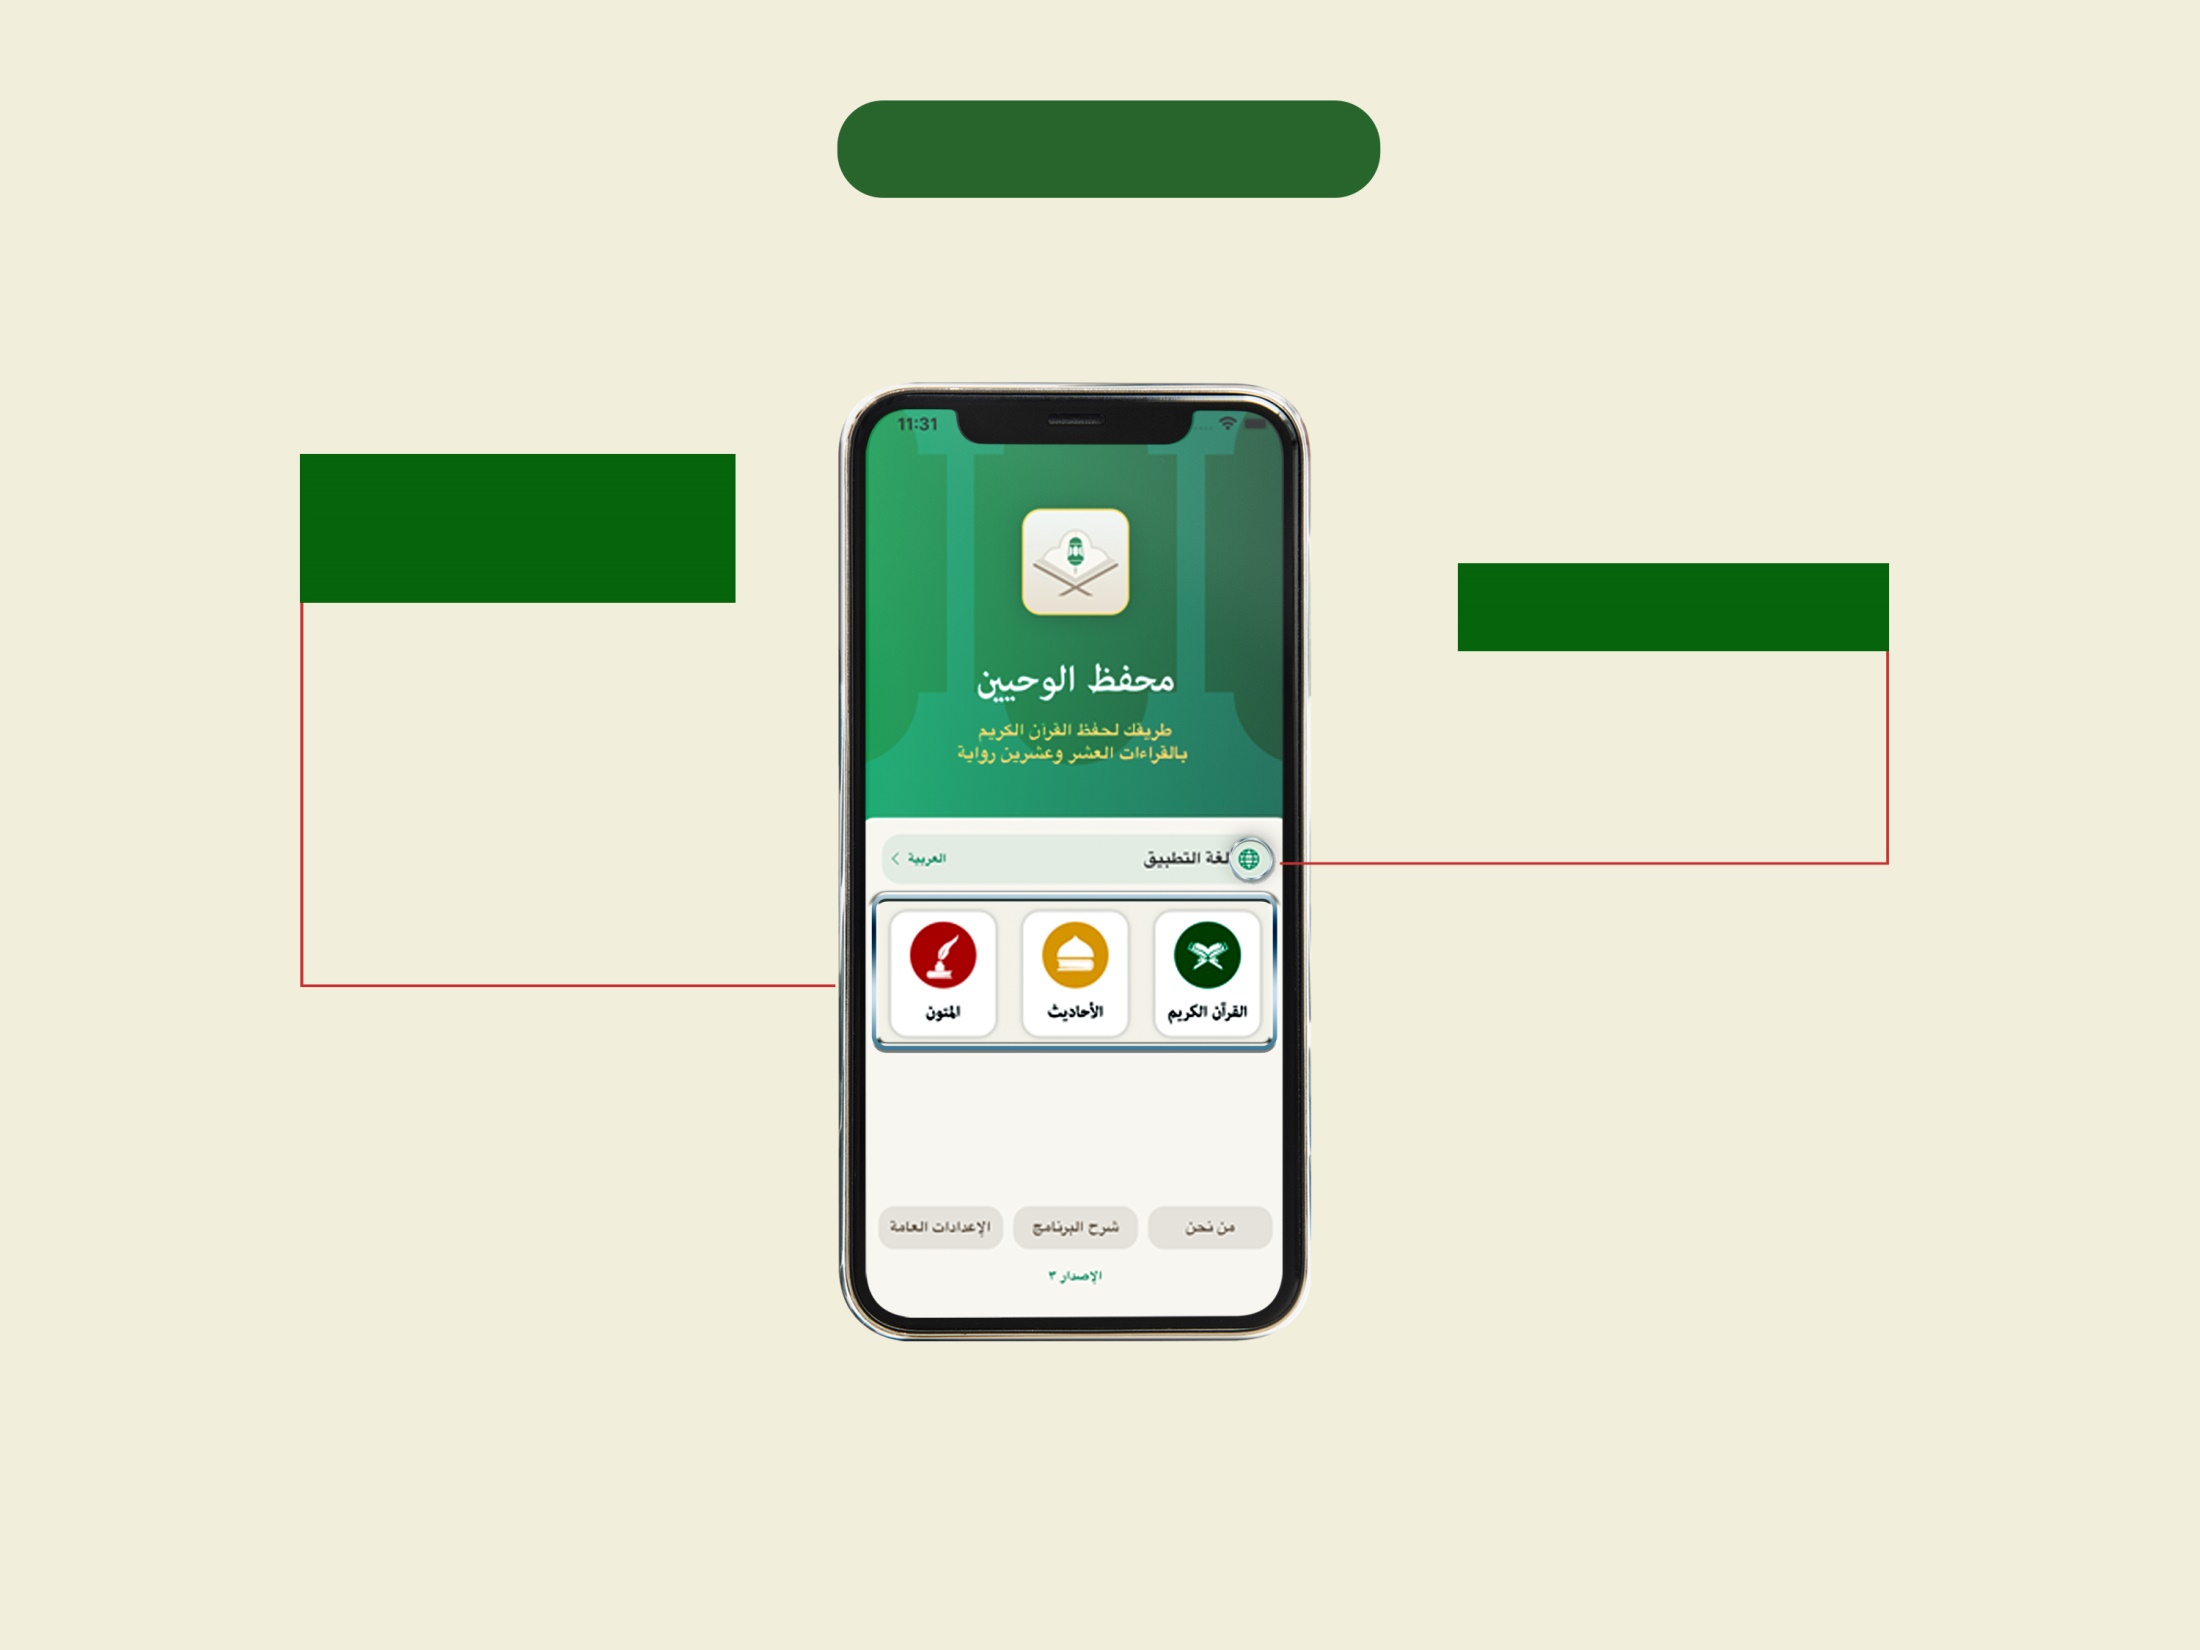 11:31
محفظ الوحيين
طريقك لحفظ القرآن الكريم
بالقراءات العشر وعشرين رواية
لغة التطبيق
العربية
القرآن الكريم
الأحاديث
المتون
من نحن
شرح البرنامج
الإعدادات العامة
الإصدار ٣